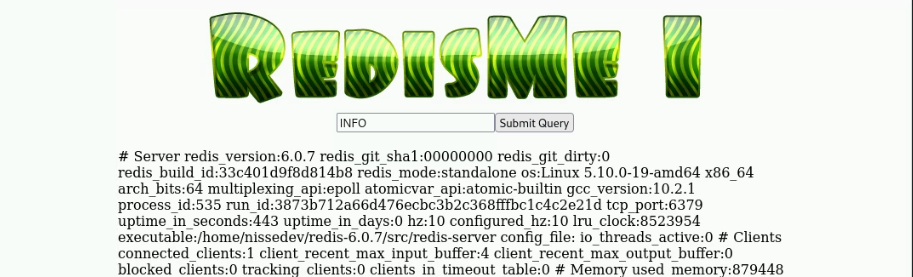 RedisMe I
INFO Submit Query
# Server redis_version:6.0.7 redis_git_sha1:00000000 redis_git_dirty:0
redis_build_id:33c401d9f8d814b8 redis_mode:standalone os:Linux 5.10.0-19-amd64 x86_64
arch_bits:64 multiplexing_api:epoll atomicvar_api:atomic-builtin gcc_version:10.2.1
process_id:535 run_id:3873b712a66d476ecbc3b2c368fffbc1c4c2e21d tcp_port:6379
uptime_in_seconds:443 uptime_in_days:0 hz:10 configured_hz:10 lru_clock:8523954
executable:/home/nissedev/redis-6.0.7/src/redis-server config_file: io_threads_active:0 # Clients
connected_clients:1 client_recent_max_input_buffer:4 client_recent_max_output_buffer:0
blocked_clients:0 tracking_clients:0 clients_in_timeout_table:0 # Memory used_memory:879448